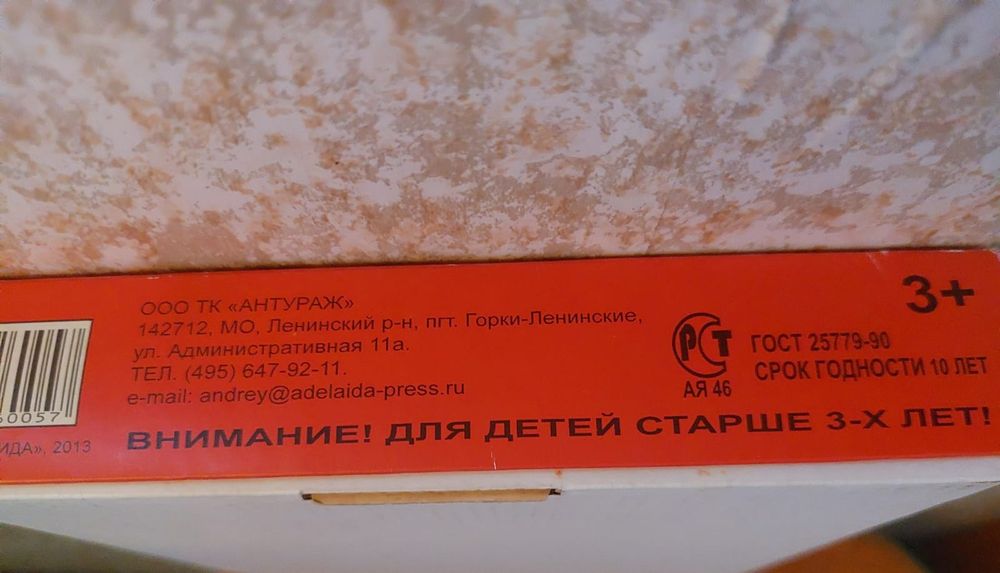 ООО ТК «АНТУРАЖ»
142712, МО, Ленинский р-н, пгт. Горки-Ленинские,
ул. Административная 11а.
ТЕЛ. (495) 647-92-11.
e-mail: andrey@adelaida-press.ru
ВНИМАНИЕ! ДЛЯ ДЕТЕЙ СТАРШЕ 3-Х ЛЕТ!
3+
РСТ
АЯ 46
ГОСТ 25779-90
СРОК ГОДНОСТИ 10 ЛЕТ
0057
ИДА», 2013